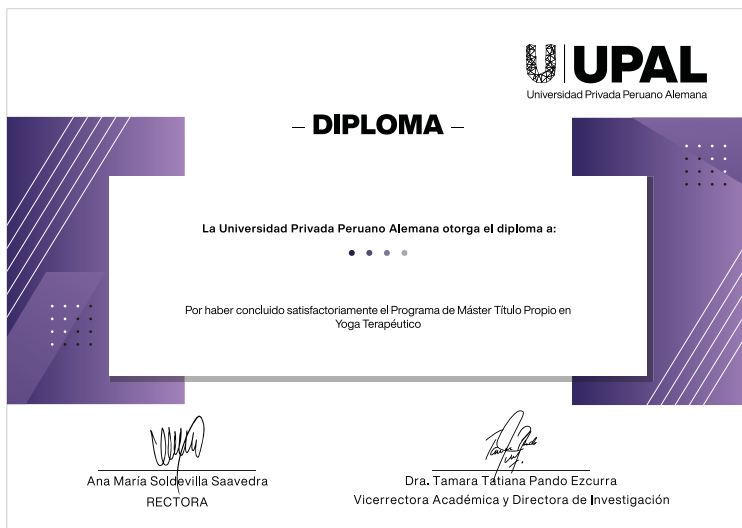 UPAL
Universidad Privada Peruano Alemana
– DIPLOMA –
La Universidad Privada Peruano Alemana otorga el diploma a:
Por haber concluido satisfactoriamente el Programa de Máster Título Propio en
Yoga Terapéutico
Ana María Soldevilla Saavedra
RECTORA
Dra. Tamara Tatiana Pando Ezcurra
Vicerrectora Académica y Directora de Investigación